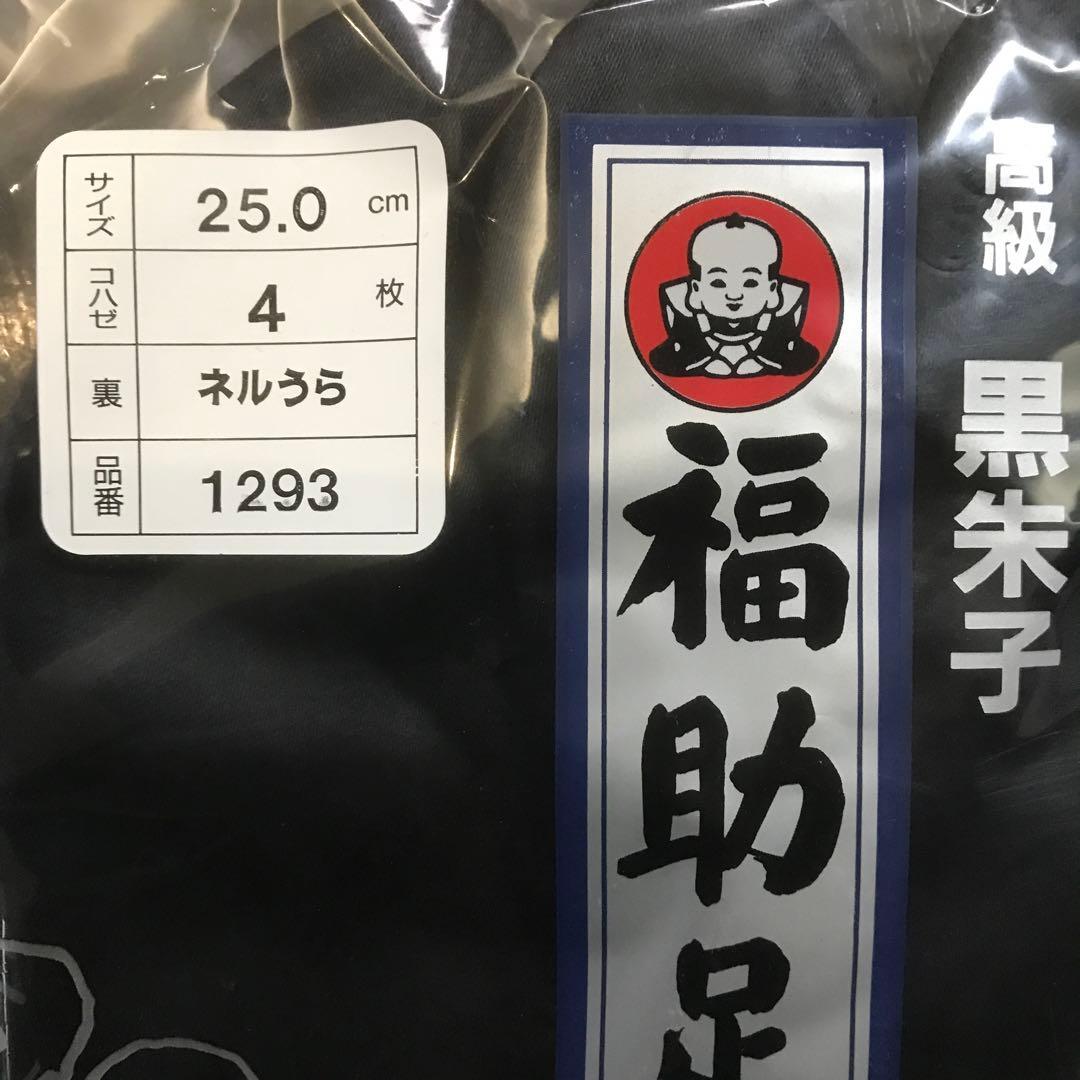 サイズ 25.0 cm
コハゼ 4 枚
裏 ネルうら
品番 1293
高級 黒朱子
福助足